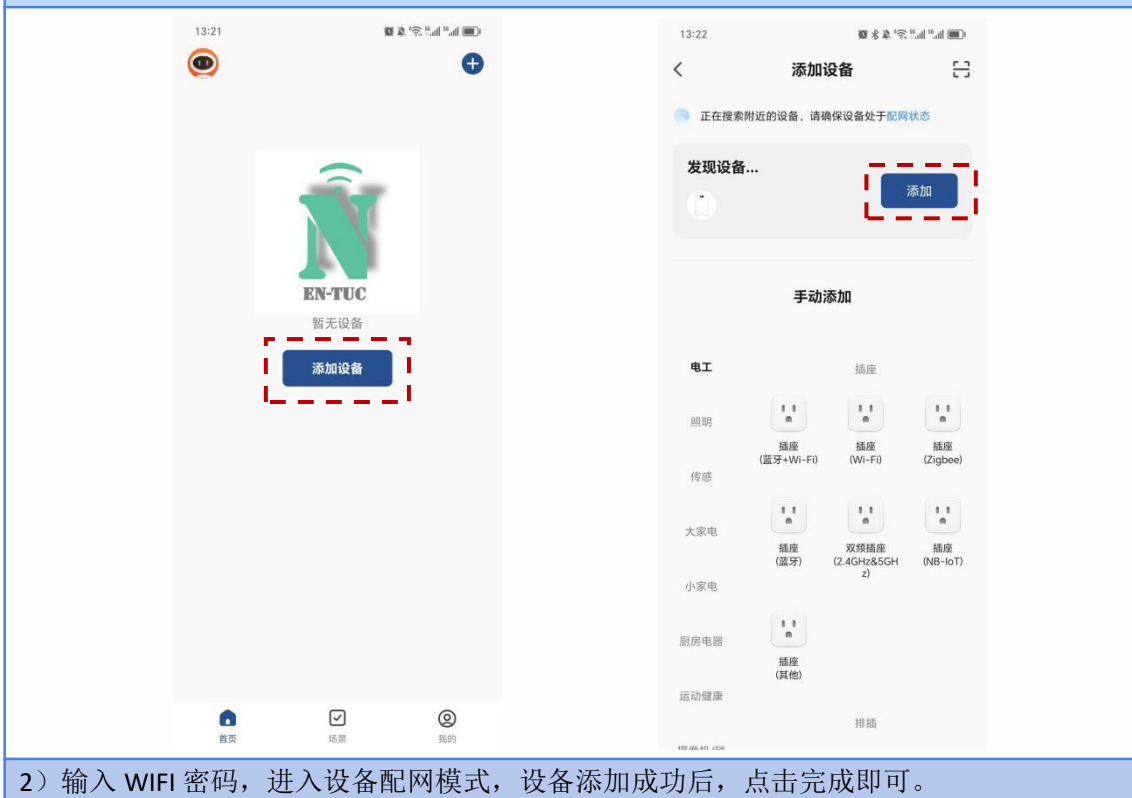 13:21
EN-TUC
暂无设备
添加设备
首页
场景
我的
13:22
添加设备
正在搜索附近的设备，请确保设备处于配网状态
发现设备...
添加
手动添加
电工
照明
传感
大家电
小家电
厨房电器
运动健康
插座
插座
(蓝牙+Wi-Fi)
插座
(Wi-Fi)
插座
(Zigbee)
插座
(蓝牙)
双频插座
(2.4GHz&5GH
z)
插座
(NB-IoT)
插座
(其他)
排插
2）输入 WIFI 密码，进入设备配网模式，设备添加成功后，点击完成即可。